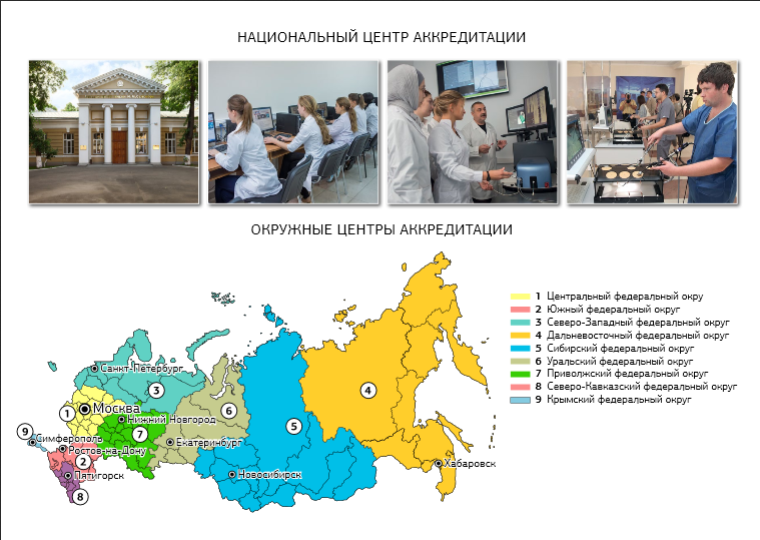 НАЦИОНАЛЬНЫЙ ЦЕНТР АККРЕДИТАЦИИ
ОКРУЖНЫЕ ЦЕНТРЫ АККРЕДИТАЦИИ
1 Центральный федеральный окру
2 Южный федеральный округ
3 Северо-Западный федеральный округ
4 Дальневосточный федеральный округ
5 Сибирский федеральный округ
6 Уральский федеральный округ
7 Приволжский федеральный округ
8 Северо-Кавказский федеральный округ
9 Крымский федеральный округ
Санкт-Петербург
3
4
1
Москва
6
Нижний Новгород
5
9
7
Симферополь
Екатеринбург
Ростов-на-Дону
2
Хабаровск
Пятигорск
Новосибирск
8